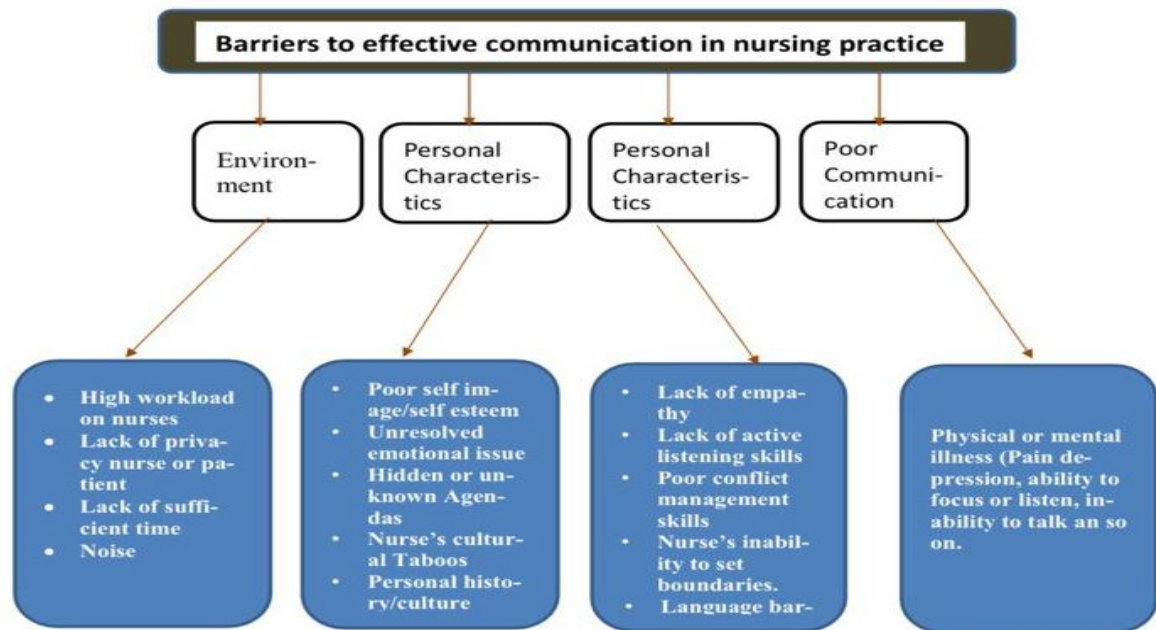 Barriers to effective communication in nursing practice
Environ-
ment
Personal
Characteris-
tics
Personal
Characteris-
tics
Poor
Communi-
cation
• High workload
on nurses
• Lack of priva-
cy nurse or pa-
tient
• Lack of suffi-
cient time
• Noise
• Poor self im-
age/self esteem
• Unresolved
emotional issue
• Hidden or un-
known Agen-
das
• Nurse's cultur-
al Taboos
• Personal histo-
ry/culture
• Lack of empa-
thy
• Lack of active
listening skills
• Poor conflict
management
skills
• Nurse's inabil-
ity to set
boundaries.
• Language bar-
Physical or mental
illness (Pain de-
pression, ability to
focus or listen, in-
ability to talk an so
on.